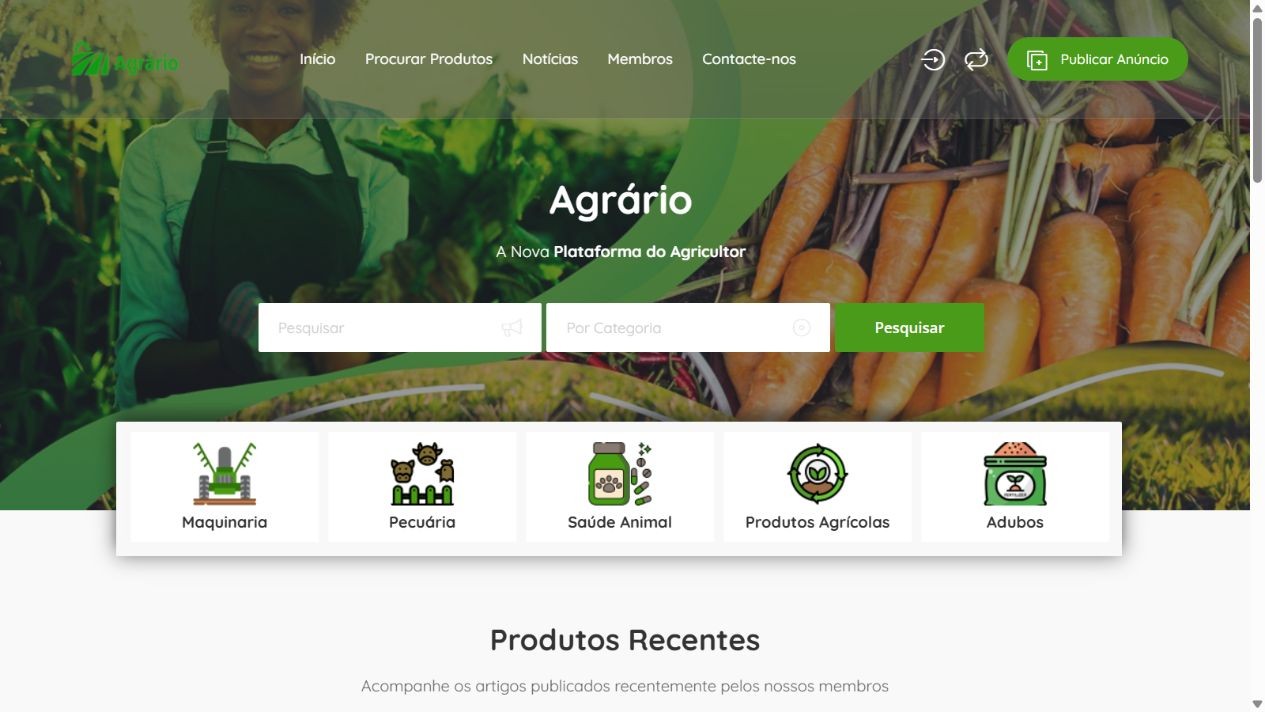 Agrário
Início
Procurar Produtos
Notícias
Membros
Contacte-nos
Publicar Anúncio
Agrário
A Nova Plataforma do Agricultor
Pesquisar
Por Categoria
Pesquisar
Maquinaria
Pecuária
Saúde Animal
Produtos Agrícolas
FERTILIZER
Adubos
Produtos Recentes
Acompanhe os artigos publicados recentemente pelos nossos membros